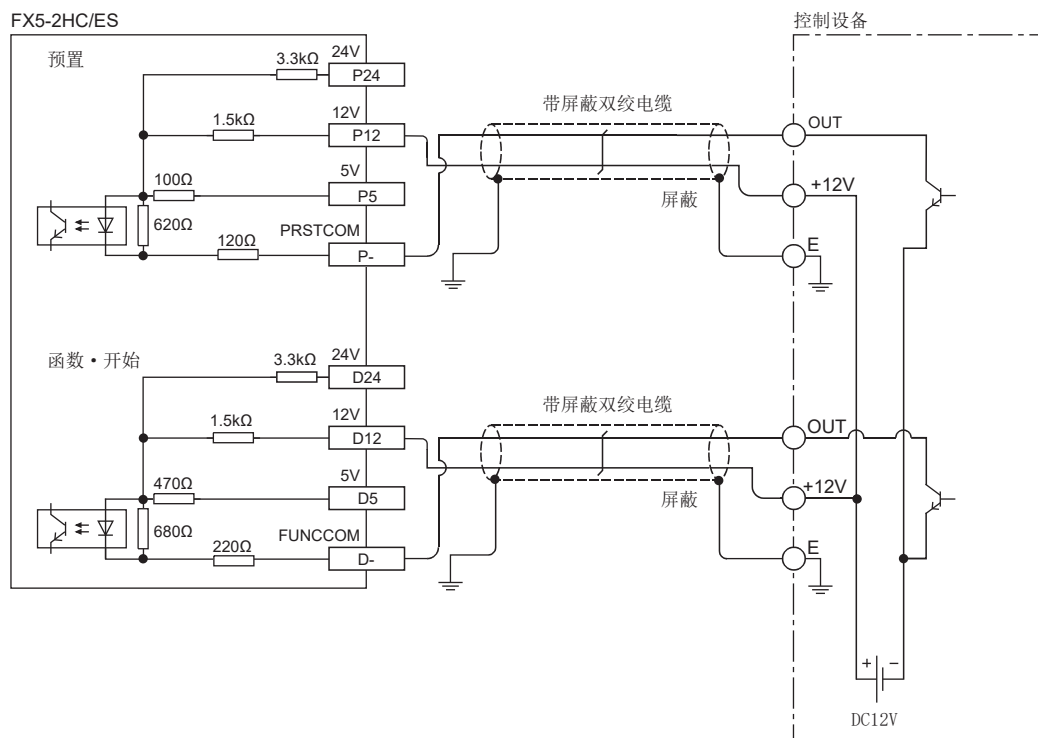 FX5-2HC/ES
控制设备
预置
24V
3.3kΩ
P24
带屏蔽双绞电缆
12V
1.5kΩ
P12
OUT
5V
100Ω
P5
+12V
屏蔽
620Ω
PRSTCOM
120Ω
P-
E
函数・开始
24V
3.3kΩ
D24
带屏蔽双绞电缆
12V
1.5kΩ
D12
OUT
5V
470Ω
D5
+12V
屏蔽
680Ω
FUNCCOM
220Ω
D-
E
+ −
DC12V